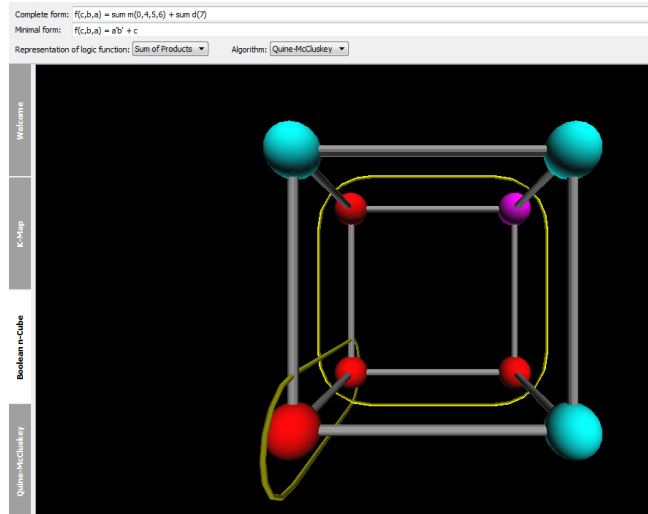 Complete form: f(c,b,a) = sum m(0,4,5,6) + sum d(7)
Minimal form: f(c,b,a) = a'b' + c
Representation of logic function: Sum of Products Algorithm: Quine-McCluskey
Welcome
K-Map
Boolean n-Cube
Quine-McCluskey